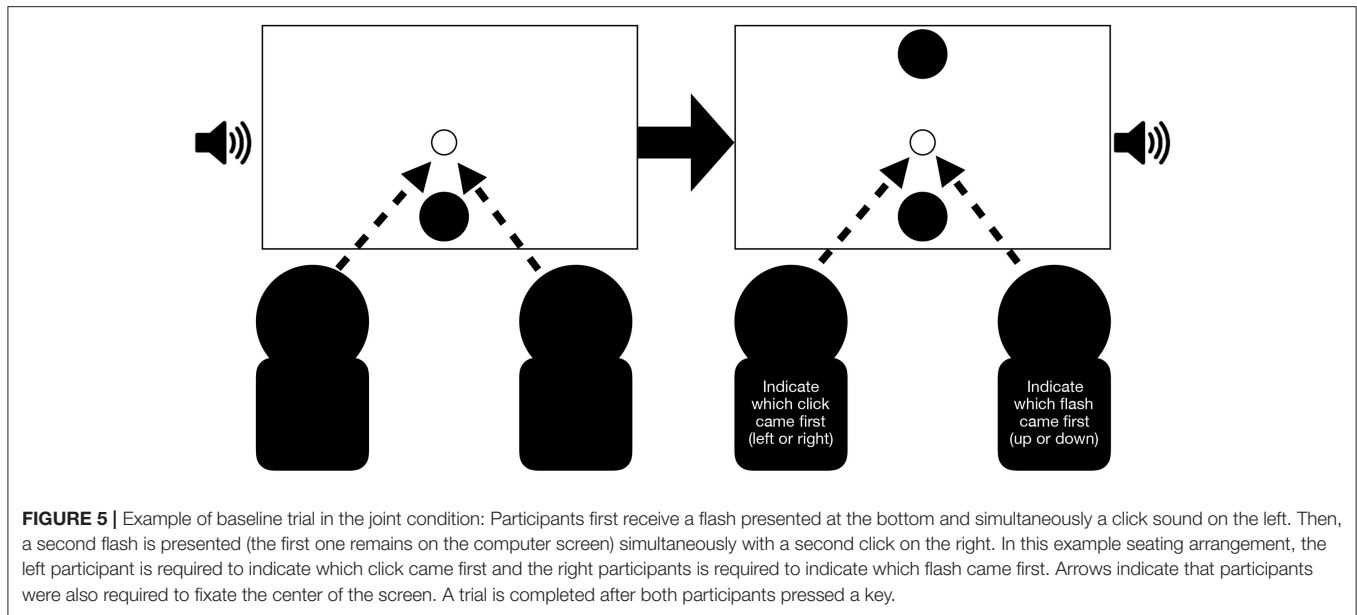 Indicate
which click
came first
(left or right)
Indicate
which flash
came first
(up or down)
FIGURE 5 | Example of baseline trial in the joint condition: Participants first receive a flash presented at the bottom and simultaneously a click sound on the left. Then,
a second flash is presented (the first one remains on the computer screen) simultaneously with a second click on the right. In this example seating arrangement, the
left participant is required to indicate which click came first and the right participants is required to indicate which flash came first. Arrows indicate that participants
were also required to fixate the center of the screen. A trial is completed after both participants pressed a key.